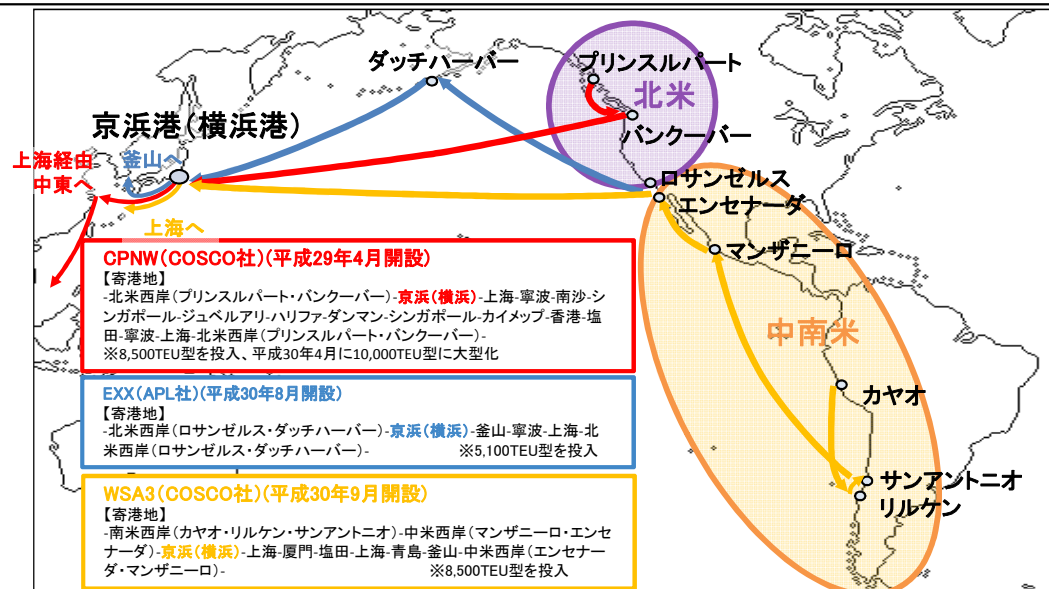 ダッチハーバー
プリンスルパート
北米
京浜港(横浜港)
バンクーバー
上海経由
中東へ
釜山へ
ロサンゼルス
エンセナーダ
上海へ
マンザニーロ
CPNW(COSCO社)(平成29年4月開設)
【寄港地】
-北米西岸(プリンスルパート・バンクーバー)-京浜(横浜)-上海-寧波-南沙-シ
ンガポール-ジュベルアリ-ハリファ-ダンマン-シンガポール-カイメップ-香港-塩
田-寧波-上海-北米西岸(プリンスルパート・バンクーバー)-
※8,500TEU型を投入、平成30年4月に10,000TEU型に大型化
中南米
EXX(APL社)(平成30年8月開設)
【寄港地】
-北米西岸(ロサンゼルス・ダッチハーバー)-京浜(横浜)-釜山-寧波-上海-北
米西岸(ロサンゼルス・ダッチハーバー)- ※5,100TEU型を投入
カヤオ
WSA3(COSCO社)(平成30年9月開設)
【寄港地】
-南米西岸(カヤオ・リルケン・サンアントニオ)-中米西岸(マンザニーロ・エンセ
ナーダ)-京浜(横浜)-上海-厦門-塩田-上海-青島-釜山-中米西岸(エンセナー
ダ・マンザニーロ)- ※8,500TEU型を投入
サンアントニオ
リルケン